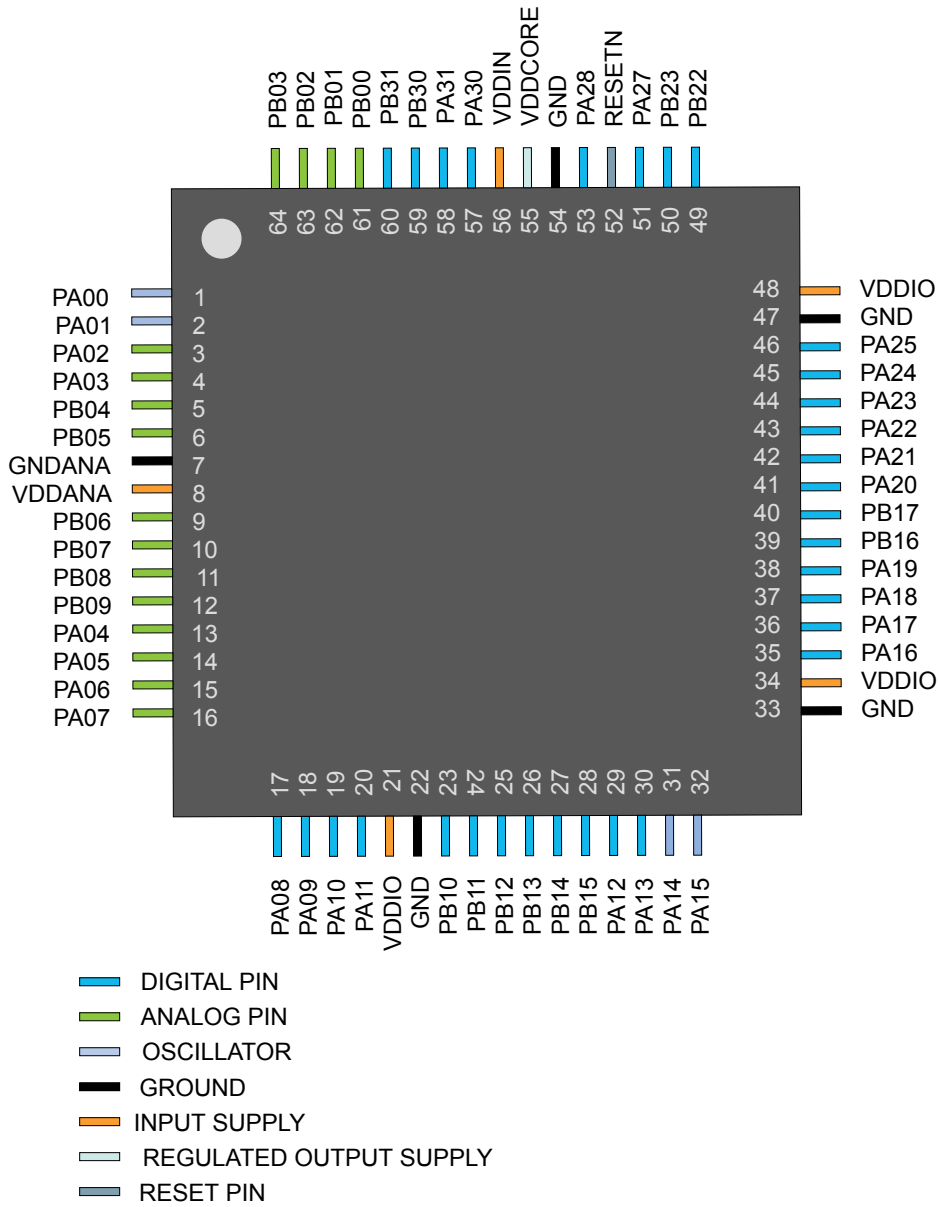 PB03
PB02
PB01
PB00
PB31
PB30
PA31
PA30
VDDIN
VDDCORE
GND
PA28
RESETN
PA27
PB23
PB22
64
63
62
61
60
59
58
57
56
55
54
53
52
51
50
49
PA00 1
PA01 2
PA02 3
PA03 4
PB04 5
PB05 6
GNDANA 7
VDDANA 8
PB06 9
PB07 10
PB08 11
PB09 12
PA04 13
PA05 14
PA06 15
PA07 16
48 VDDIO
47 GND
46 PA25
45 PA24
44 PA23
43 PA22
42 PA21
41 PA20
40 PB17
39 PB16
38 PA19
37 PA18
36 PA17
35 PA16
34 VDDIO
33 GND
17
18
19
20
21
22
23
24
25
26
27
28
29
30
31
32
PA08
PA09
PA10
PA11
VDDIO
GND
PB10
PB11
PB12
PB13
PB14
PB15
PA12
PA13
PA14
PA15
DIGITAL PIN
ANALOG PIN
OSCILLATOR
GROUND
INPUT SUPPLY
REGULATED OUTPUT SUPPLY
RESET PIN